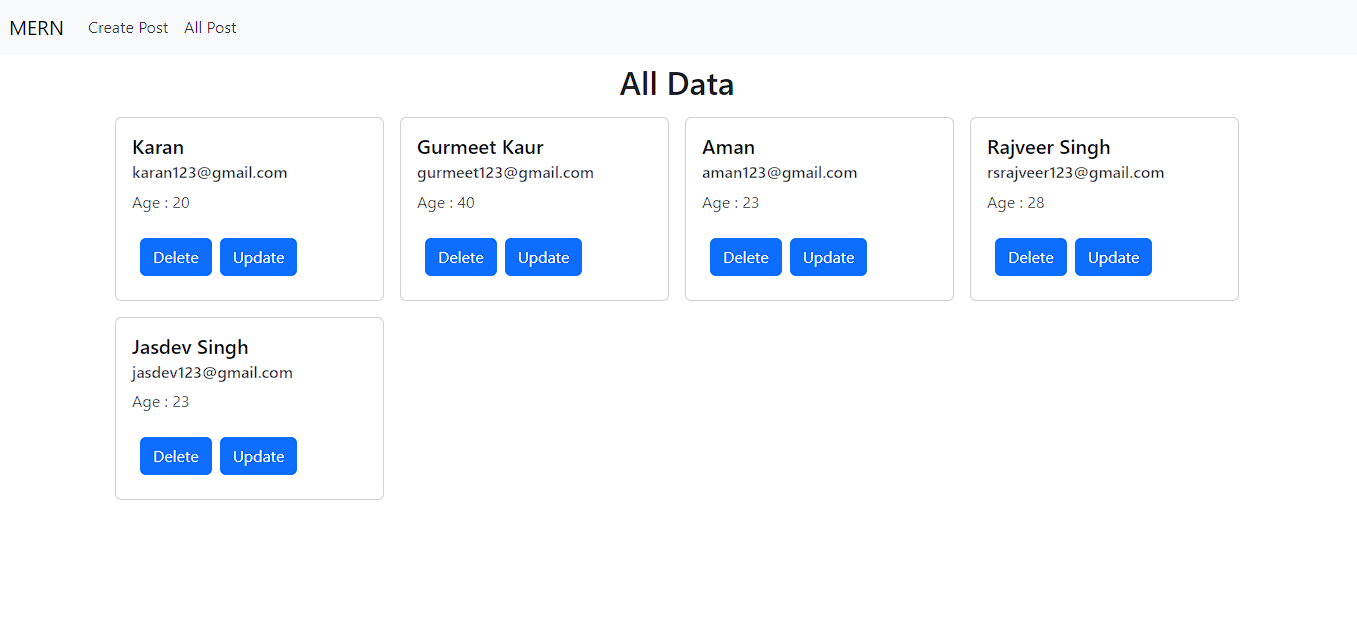 MERN Create Post All Post
All Data
Karan
karan123@gmail.com
Age : 20
Delete Update
Gurmeet Kaur
gurmeet123@gmail.com
Age : 40
Delete Update
Aman
aman123@gmail.com
Age : 23
Delete Update
Rajveer Singh
rsrajveer123@gmail.com
Age : 28
Delete Update
Jasdev Singh
jasdev123@gmail.com
Age : 23
Delete Update